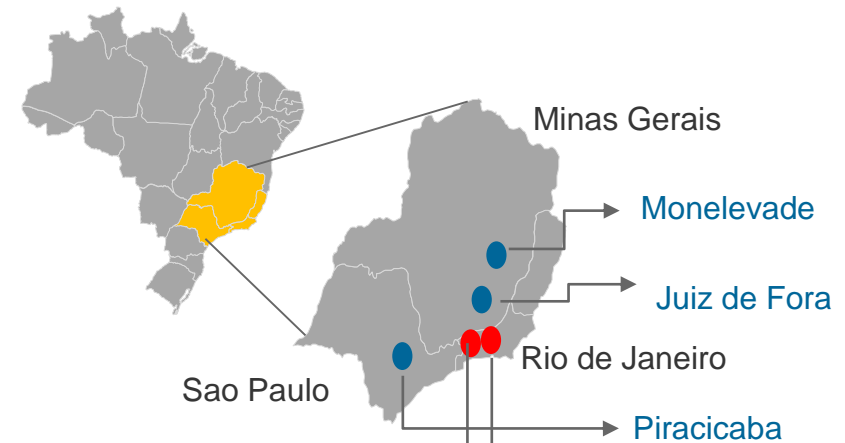 Minas Gerais
Monelevade
Juiz de Fora
Rio de Janeiro
Sao Paulo
Piracicaba